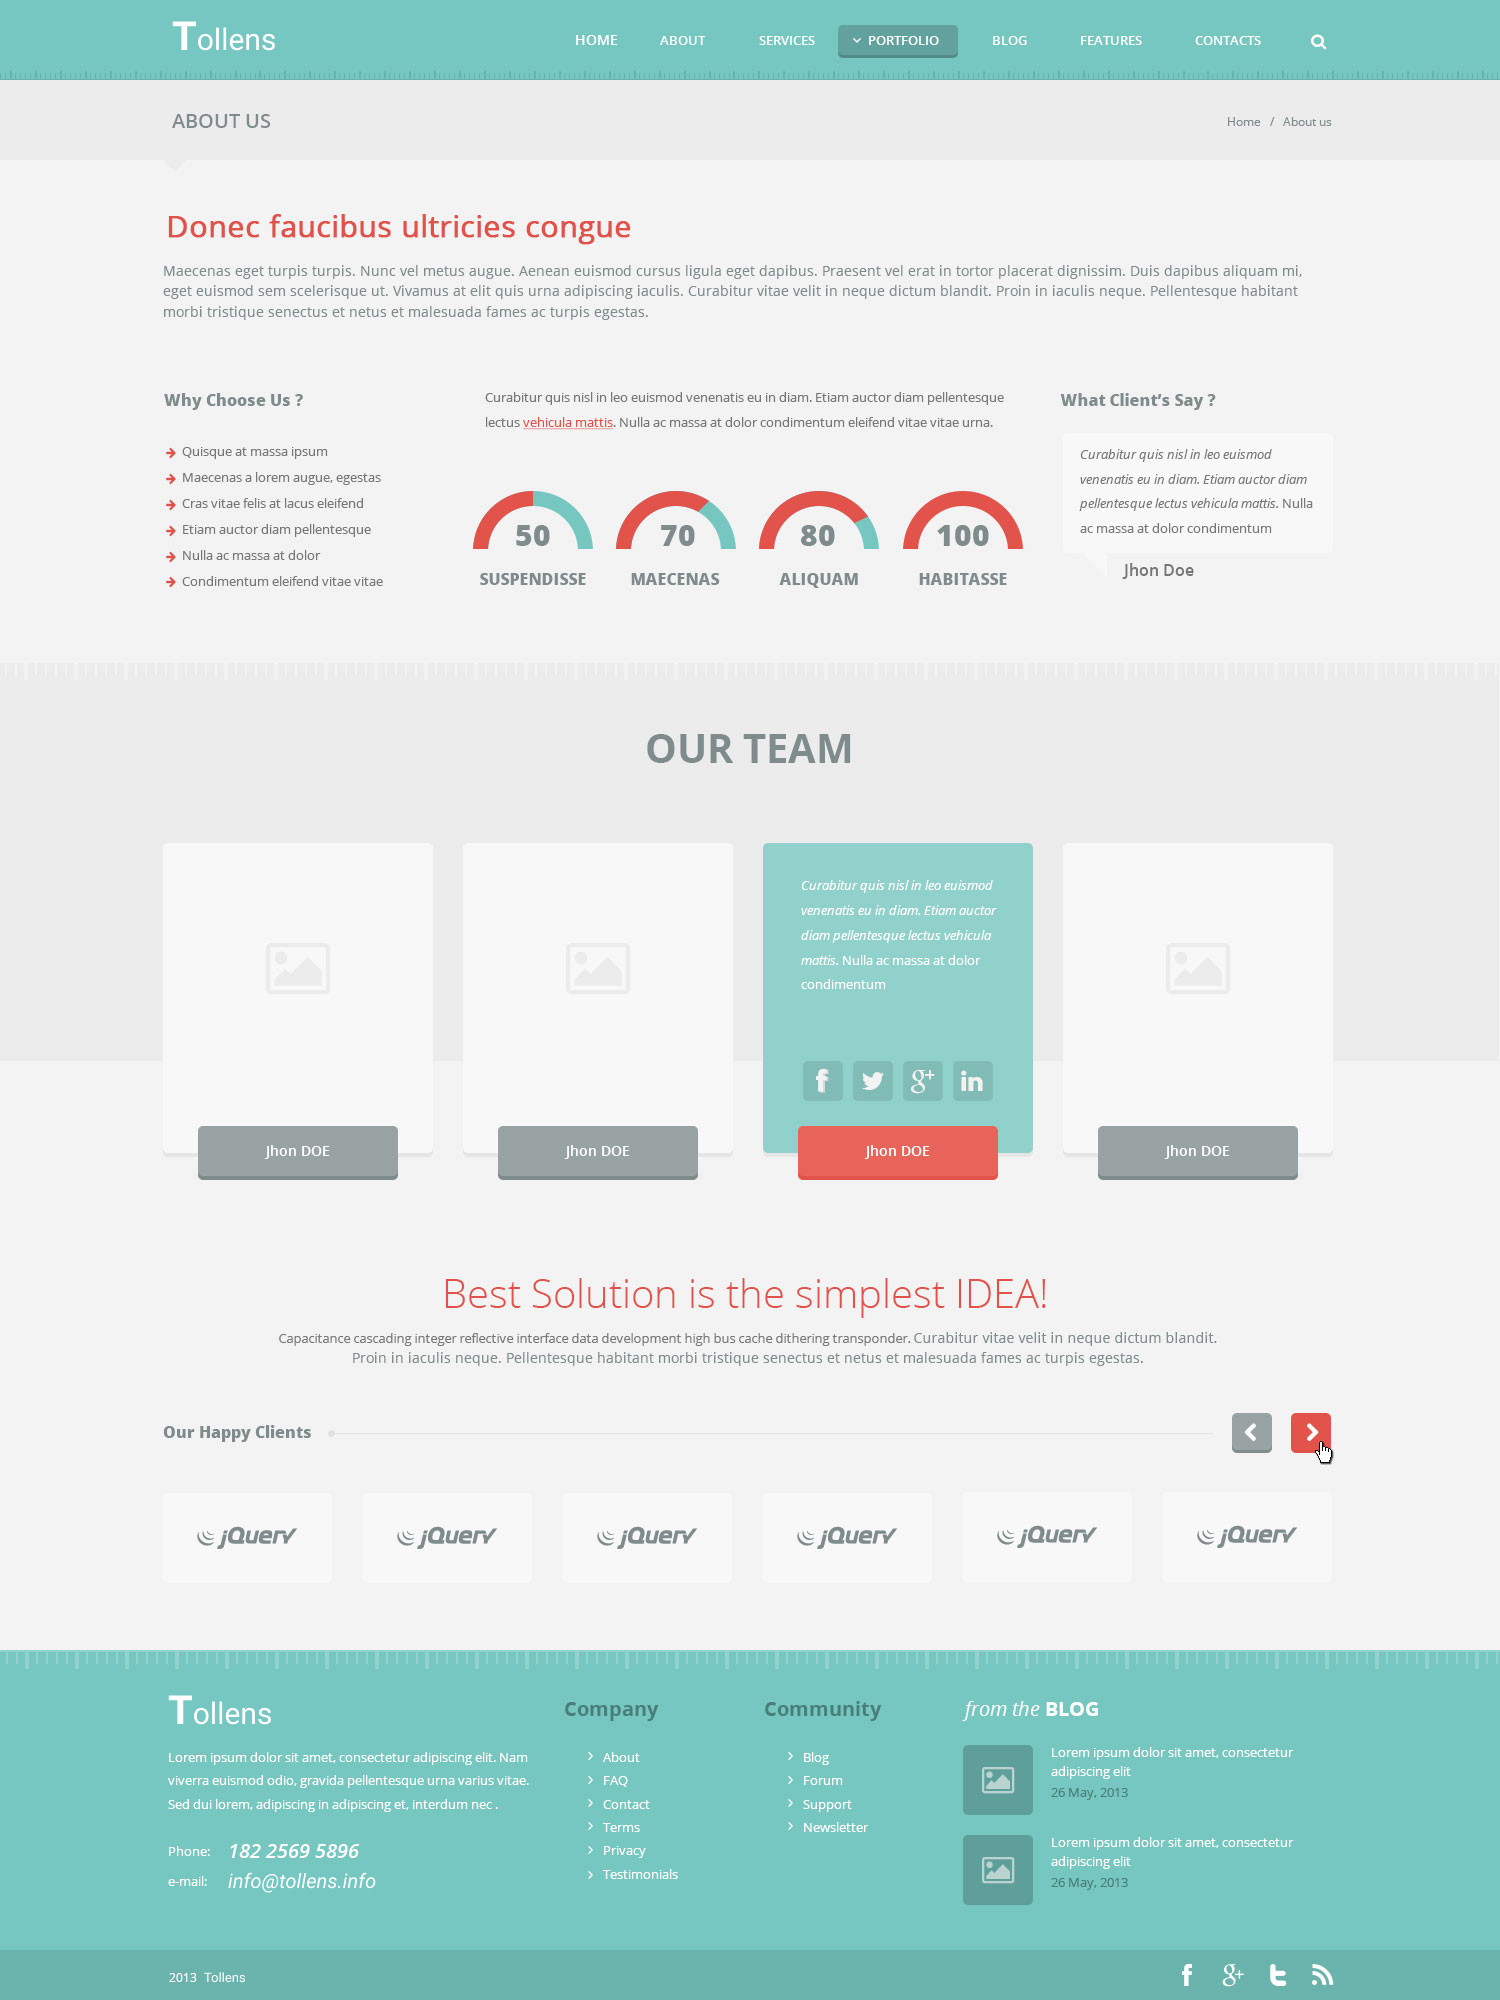 Tollens
HOME ABOUT SERVICES PORTFOLIO BLOG FEATURES CONTACTS
ABOUT US
Home / About us
Donec faucibus ultricies congue
Maecenas eget turpis turpis. Nunc vel metus augue. Aenean euismod cursus ligula eget dapibus. Praesent vel erat in tortor placerat dignissim. Duis dapibus aliquam mi,
eget euismod sem scelerisque ut. Vivamus at elit quis urna adipiscing iaculis. Curabitur vitae velit in neque dictum blandit. Proin in iaculis neque. Pellentesque habitant
morbi tristique senectus et netus et malesuada fames ac turpis egestas.
Why Choose Us ?
Quisque at massa ipsum
Maecenas a lorem augue, egestas
Cras vitae felis at lacus eleifend
Etiam auctor diam pellentesque
Nulla ac massa at dolor
Condimentum eleifend vitae vitae
Curabitur quis nisl in leo euismod venenatis eu in diam. Etiam auctor diam pellentesque
lectus vehicula mattis. Nulla ac massa at dolor condimentum eleifend vitae vitae urna.
50 70 80 100
SUSPENDISSE MAECENAS ALIQUAM HABITASSE
What Client's Say ?
Curabitur quis nisl in leo euismod
venenatis eu in diam. Etiam auctor diam
pellentesque lectus vehicula mattis. Nulla
ac massa at dolor condimentum
Jhon Doe
OUR TEAM
Curabitur quis nisl in leo euismod
venenatis eu in diam. Etiam auctor
diam pellentesque lectus vehicula
mattis. Nulla ac massa at dolor
condimentum
f g+ in
Jhon DOE Jhon DOE Jhon DOE Jhon DOE
Best Solution is the simplest IDEA!
Capacitance cascading integer reflective interface data development high bus cache dithering transponder. Curabitur vitae velit in neque dictum blandit.
Proin in iaculis neque. Pellentesque habitant morbi tristique senectus et netus et malesuada fames ac turpis egestas.
Our Happy Clients
jQuery jQuery jQuery jQuery jQuery jQuery
Tollens
Lorem ipsum dolor sit amet, consectetur adipiscing elit. Nam
viverra euismod odio, gravida pellentesque urna varius vitae.
Sed dui lorem, adipiscing in adipiscing et, interdum nec .
Phone: 182 2569 5896
e-mail: info@tollens.info
Company
About
FAQ
Contact
Terms
Privacy
Testimonials
Community
Blog
Forum
Support
Newsletter
from the BLOG
Lorem ipsum dolor sit amet, consectetur
adipiscing elit
26 May, 2013
Lorem ipsum dolor sit amet, consectetur
adipiscing elit
26 May, 2013
2013 Tollens
f g+ t